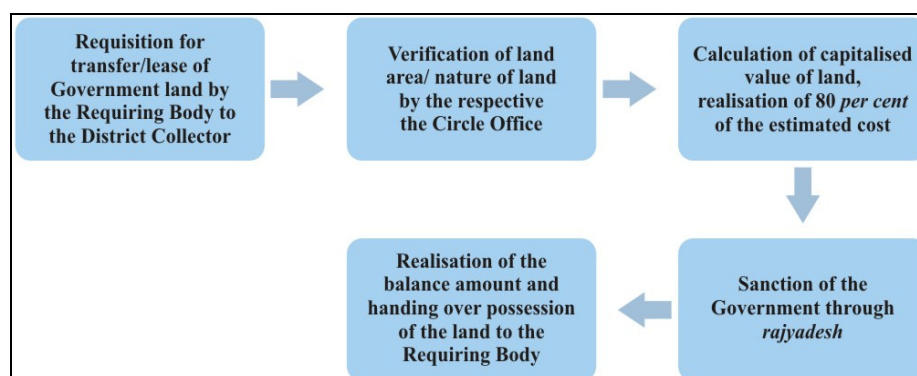 Requisition for
transfer/lease of
Government land by
the Requiring Body to
the District Collector
Verification of land
area/ nature of land
by the respective
the Circle Office
Calculation of capitalised
value of land,
realisation of 80 per cent
of the estimated cost
Sanction of the
Government through
rajyadesh
Realisation of the
balance amount and
handing over possession
of the land to the
Requiring Body